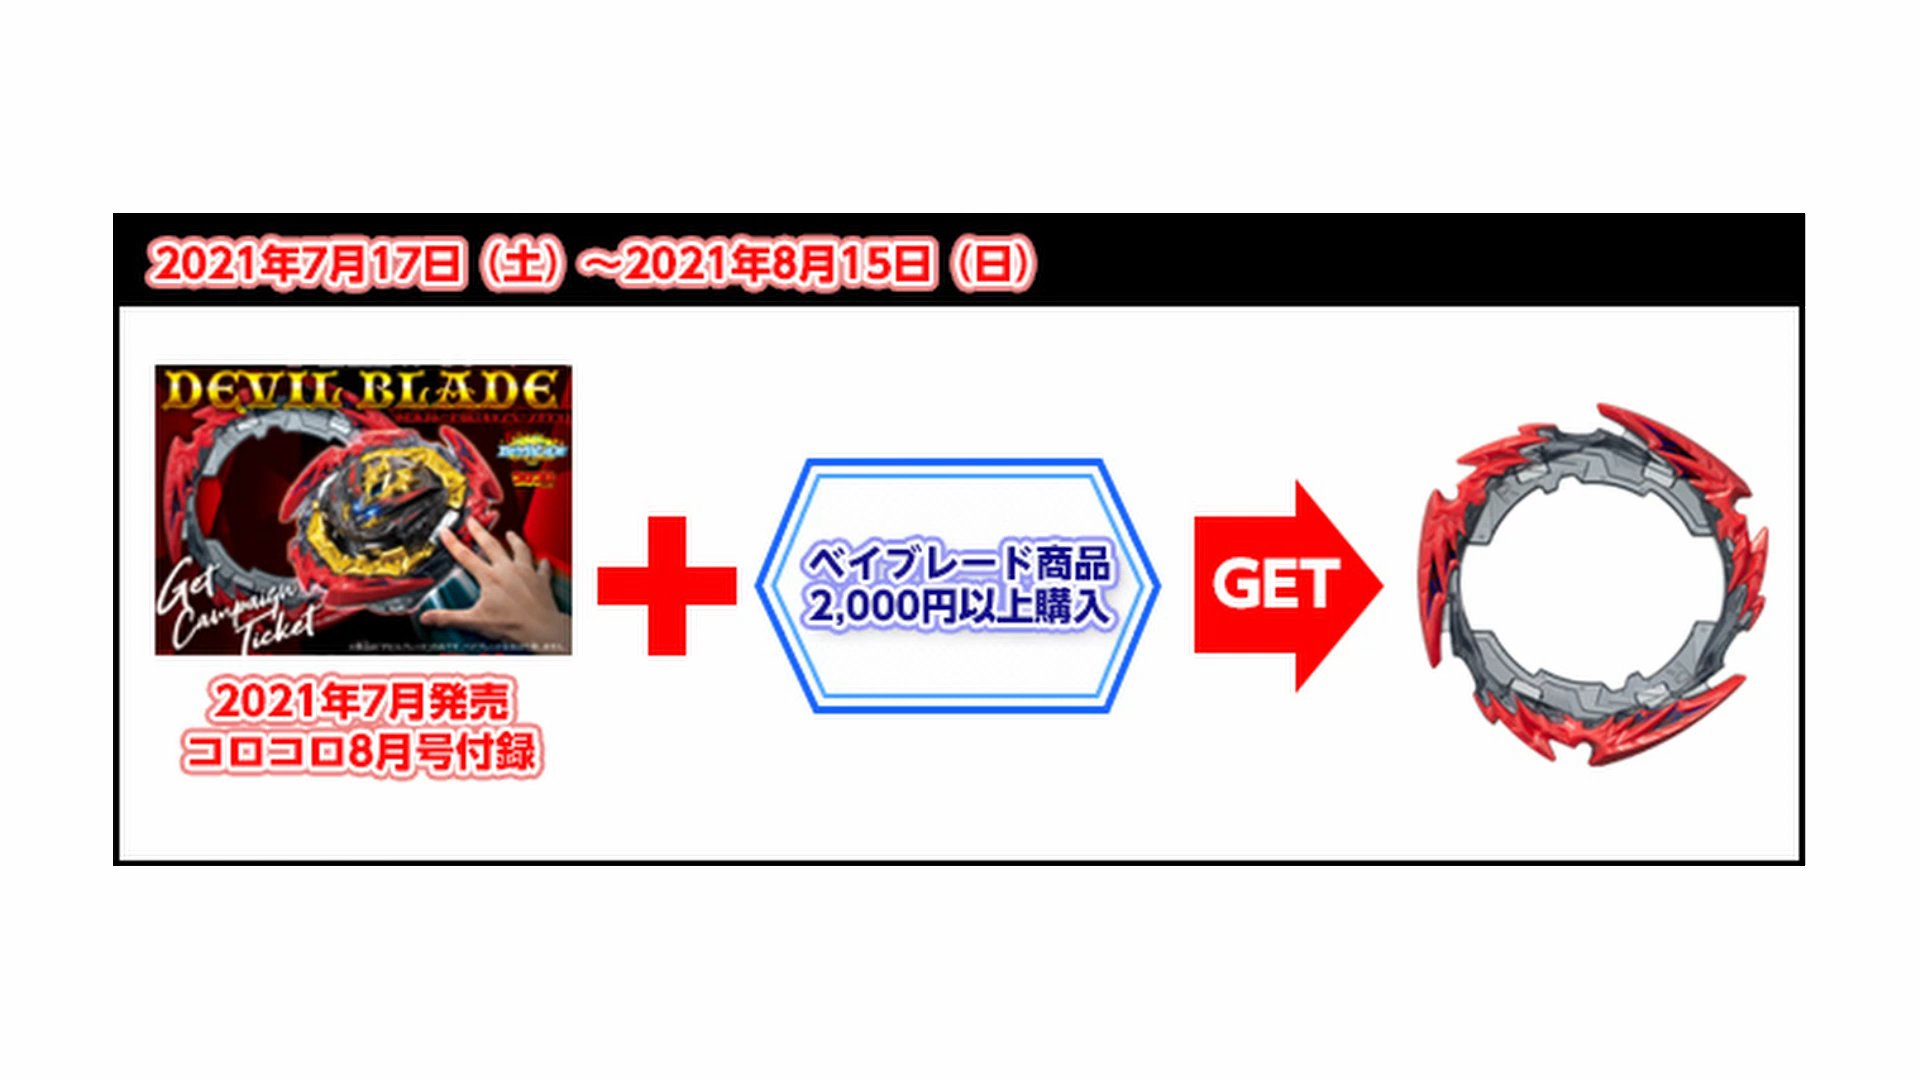 2021年7月17日（土）～2021年8月15日（日）
DEVIL BLADE
Get
Campaign
Ticket
2021年7月発売
コロコロ8月号付録
ベイブレード商品
2,000円以上購入
GET